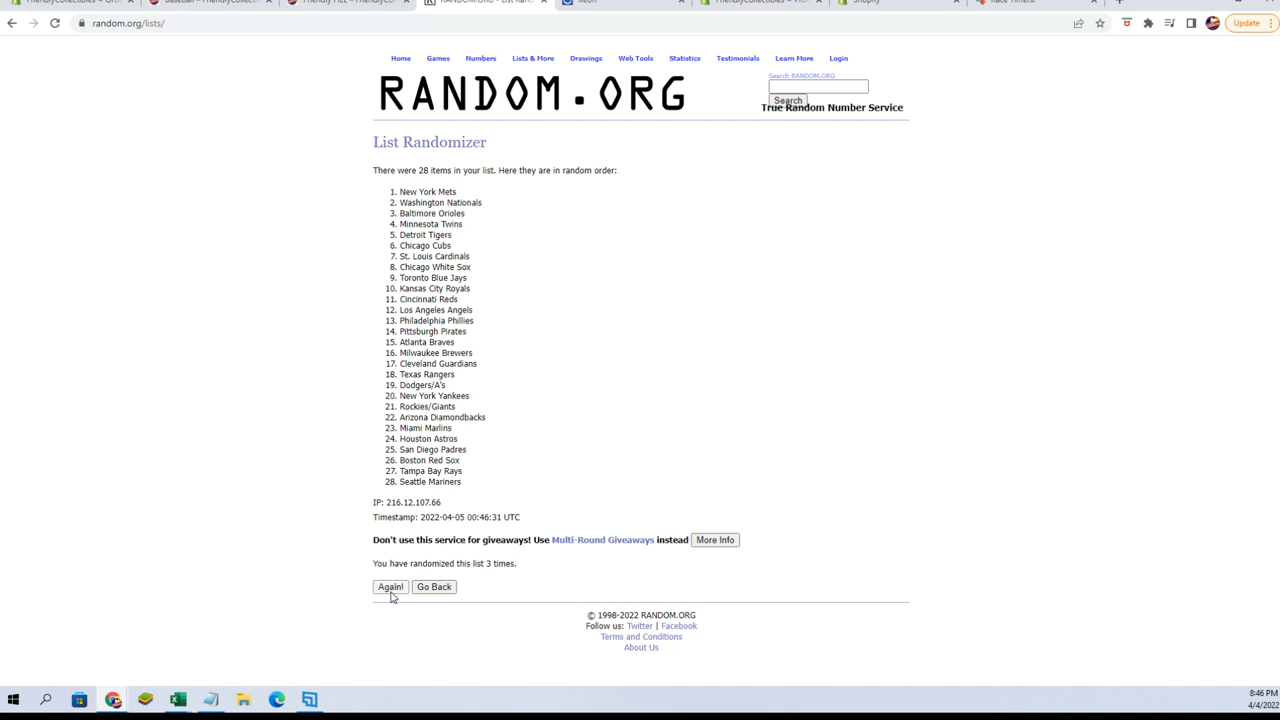 random.org/lists/
Update
Home Games Numbers Lists & More Drawings Web Tools Statistics Testimonials Learn More Login
RANDOM.ORG
Search RANDOM.ORG
Search
True Random Number Service
List Randomizer
There were 28 items in your list. Here they are in random order:
1. New York Mets
2. Washington Nationals
3. Baltimore Orioles
4. Minnesota Twins
5. Detroit Tigers
6. Chicago Cubs
7. St. Louis Cardinals
8. Chicago White Sox
9. Toronto Blue Jays
10. Kansas City Royals
11. Cincinnati Reds
12. Los Angeles Angels
13. Philadelphia Phillies
14. Pittsburgh Pirates
15. Atlanta Braves
16. Milwaukee Brewers
17. Cleveland Guardians
18. Texas Rangers
19. Dodgers/A's
20. New York Yankees
21. Rockies/Giants
22. Arizona Diamondbacks
23. Miami Marlins
24. Houston Astros
25. San Diego Padres
26. Boston Red Sox
27. Tampa Bay Rays
28. Seattle Mariners
IP: 216.12.107.66
Timestamp: 2022-04-05 00:46:31 UTC
Don't use this service for giveaways! Use Multi-Round Giveaways instead More Info
You have randomized this list 3 times.
Again! Go Back
© 1998-2022 RANDOM.ORG
Follow us: Twitter | Facebook
Terms and Conditions
About Us
8:46 PM
4/4/2022